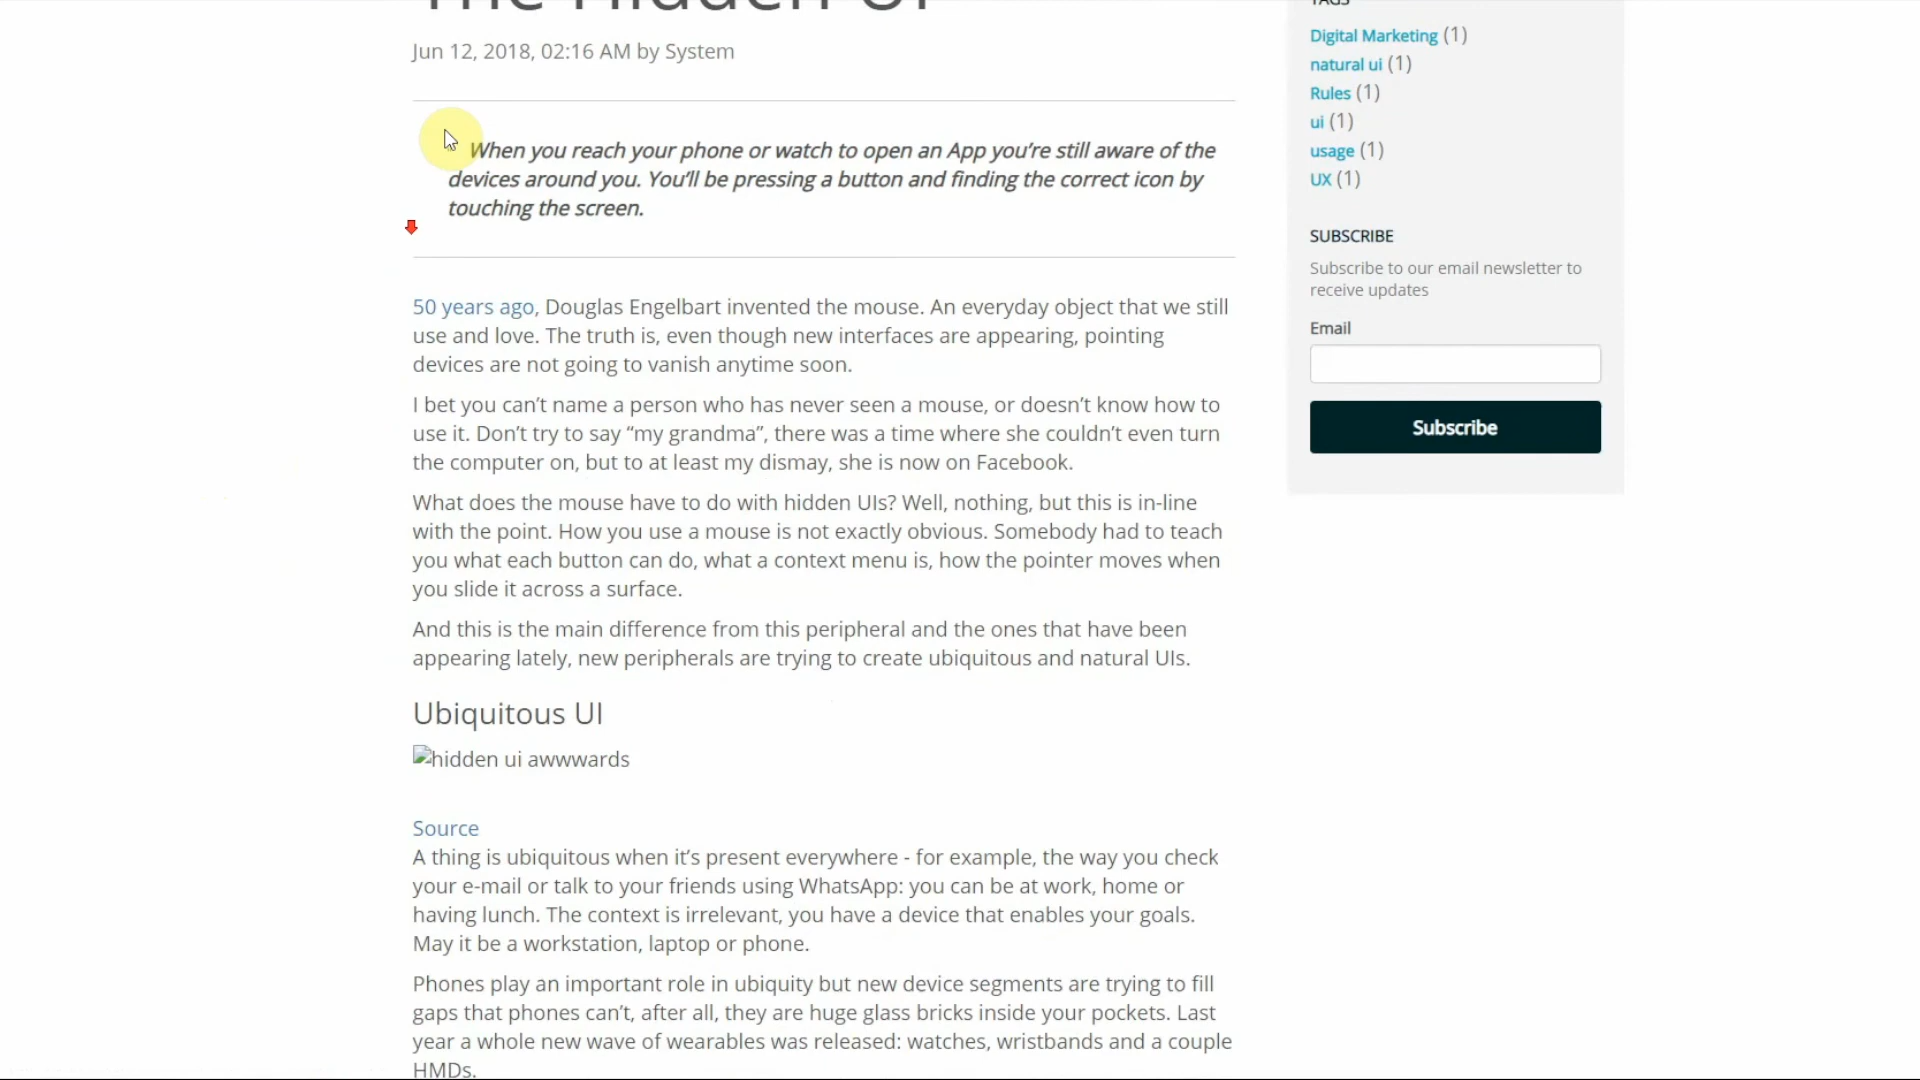 The Hidden UI
Jun 12, 2018, 02:16 AM by System
When you reach your phone or watch to open an App you’re still aware of the
devices around you. You’ll be pressing a button and finding the correct icon by
touching the screen.
50 years ago, Douglas Engelbart invented the mouse. An everyday object that we still
use and love. The truth is, even though new interfaces are appearing, pointing
devices are not going to vanish anytime soon.
I bet you can’t name a person who has never seen a mouse, or doesn’t know how to
use it. Don’t try to say “my grandma”, there was a time where she couldn’t even turn
the computer on, but to at least my dismay, she is now on Facebook.
What does the mouse have to do with hidden UIs? Well, nothing, but this is in-line
with the point. How you use a mouse is not exactly obvious. Somebody had to teach
you what each button can do, what a context menu is, how the pointer moves when
you slide it across a surface.
And this is the main difference from this peripheral and the ones that have been
appearing lately, new peripherals are trying to create ubiquitous and natural UIs.
Ubiquitous UI
hidden ui awwwards
Source
A thing is ubiquitous when it’s present everywhere - for example, the way you check
your e-mail or talk to your friends using WhatsApp: you can be at work, home or
having lunch. The context is irrelevant, you have a device that enables your goals.
May it be a workstation, laptop or phone.
Phones play an important role in ubiquity but new device segments are trying to fill
gaps that phones can’t, after all, they are huge glass bricks inside your pockets. Last
year a whole new wave of wearables was released: watches, wristbands and a couple
HMDs.
TAGS
Digital Marketing (1)
natural ui (1)
Rules (1)
ui (1)
usage (1)
UX (1)
SUBSCRIBE
Subscribe to our email newsletter to
receive updates
Email
Subscribe